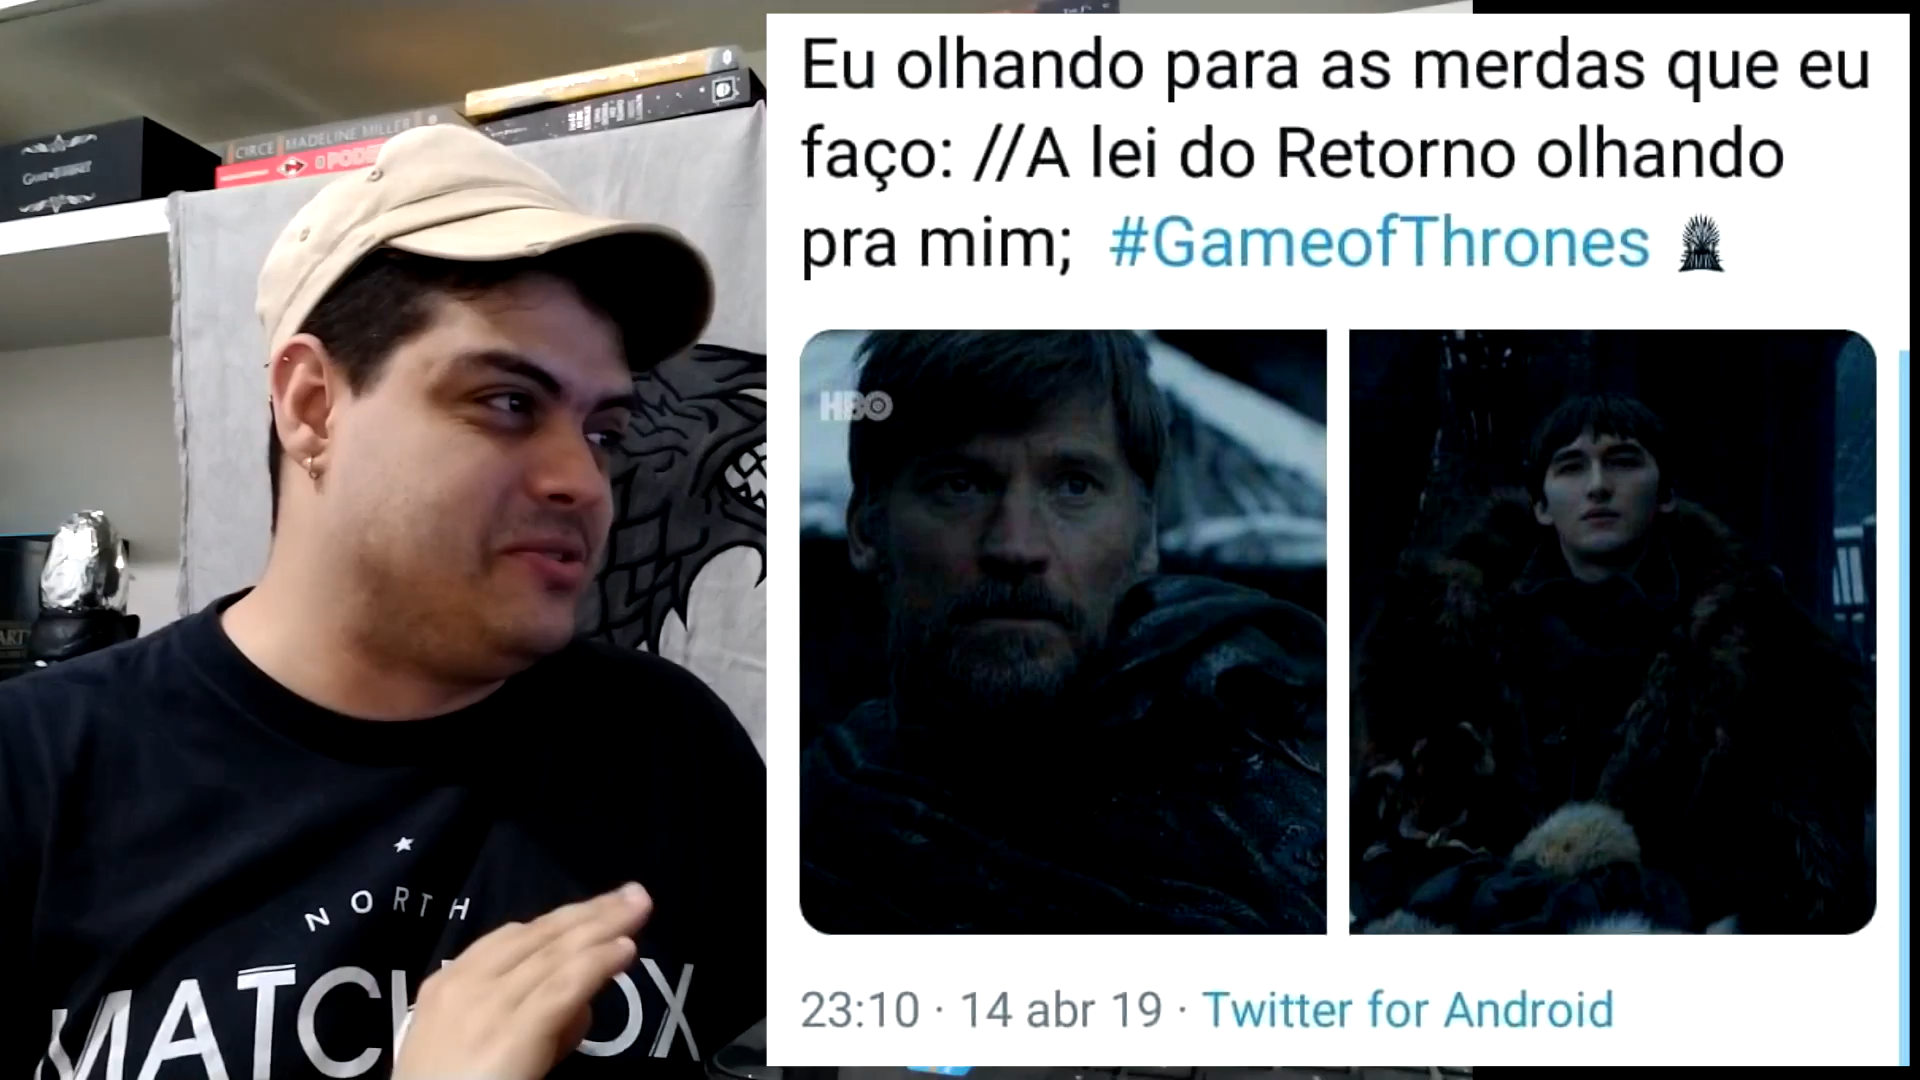 Eu olhando para as merdas que eu
faço: //A lei do Retorno olhando
pra mim; #GameofThrones
HBO
23:10 · 14 abr 19 · Twitter for Android
CIRCE MADELINE MILLER
O PODE
NORTH